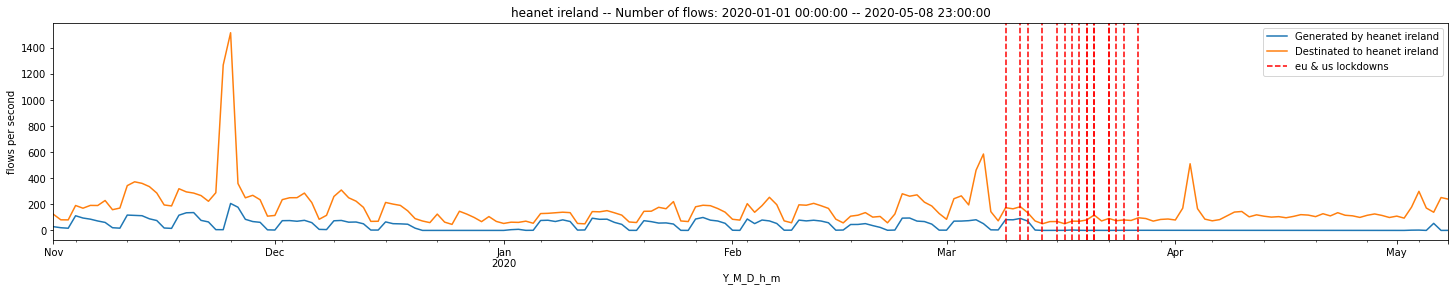 heanet ireland -- Number of flows: 2020-01-01 00:00:00 -- 2020-05-08 23:00:00
Generated by heanet ireland
Destinated to heanet ireland
eu & us lockdowns
flows per second
1400
1200
1000
800
600
400
200
0
Nov Dec Jan Feb Mar Apr May
2020
Y_M_D_h_m